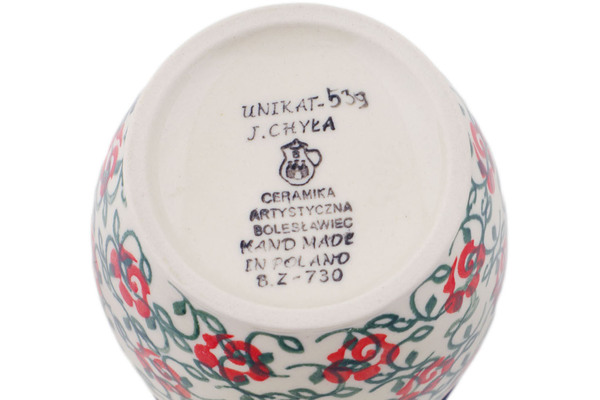 UNIKAT-539
J. CHYŁA
B
CERAMIKA
ARTYSTYCZNA
BOLESŁAWIEC
HAND MADE
IN POLAND
B.Z-730